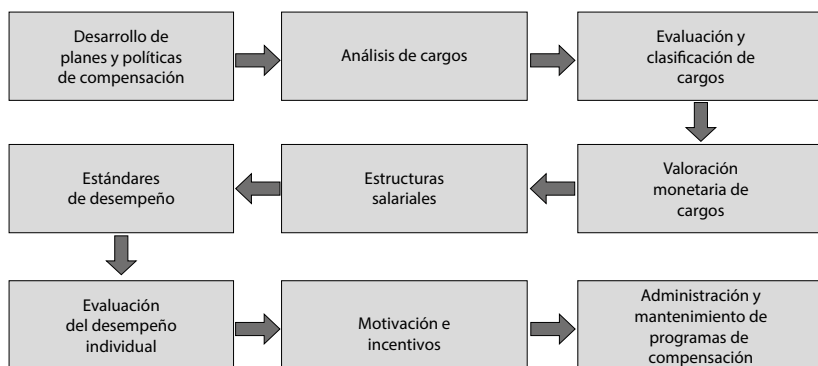 Desarrollo de
planes y políticas
de compensación
Análisis de cargos
Evaluación y
clasificación de
cargos
Valoración
monetaria de
cargos
Estructuras
salariales
Estándares
de desempeño
Evaluación
del desempeño
individual
Motivación e
incentivos
Administración y
mantenimiento de
programas de
compensación